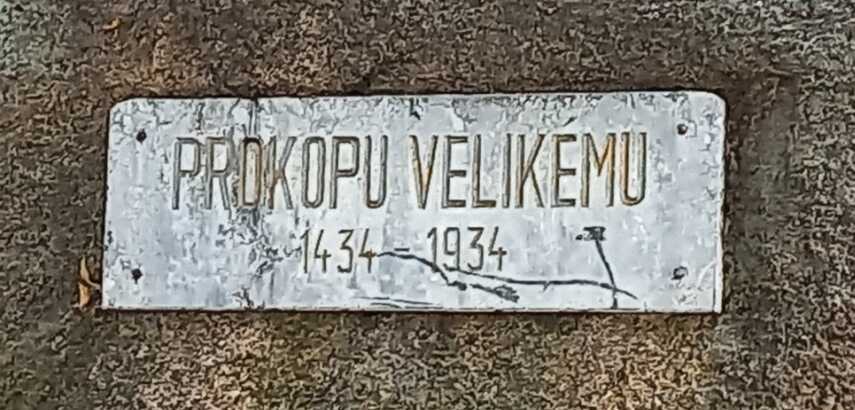 PROKOPU VELIKEMU
1434 - 1934